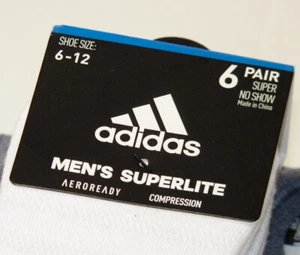 SHOE SIZE:
6-12
6 PAIR
SUPER
NO SHOW
Made in China
adidas
MEN'S SUPERLITE
AEROREADY COMPRESSION